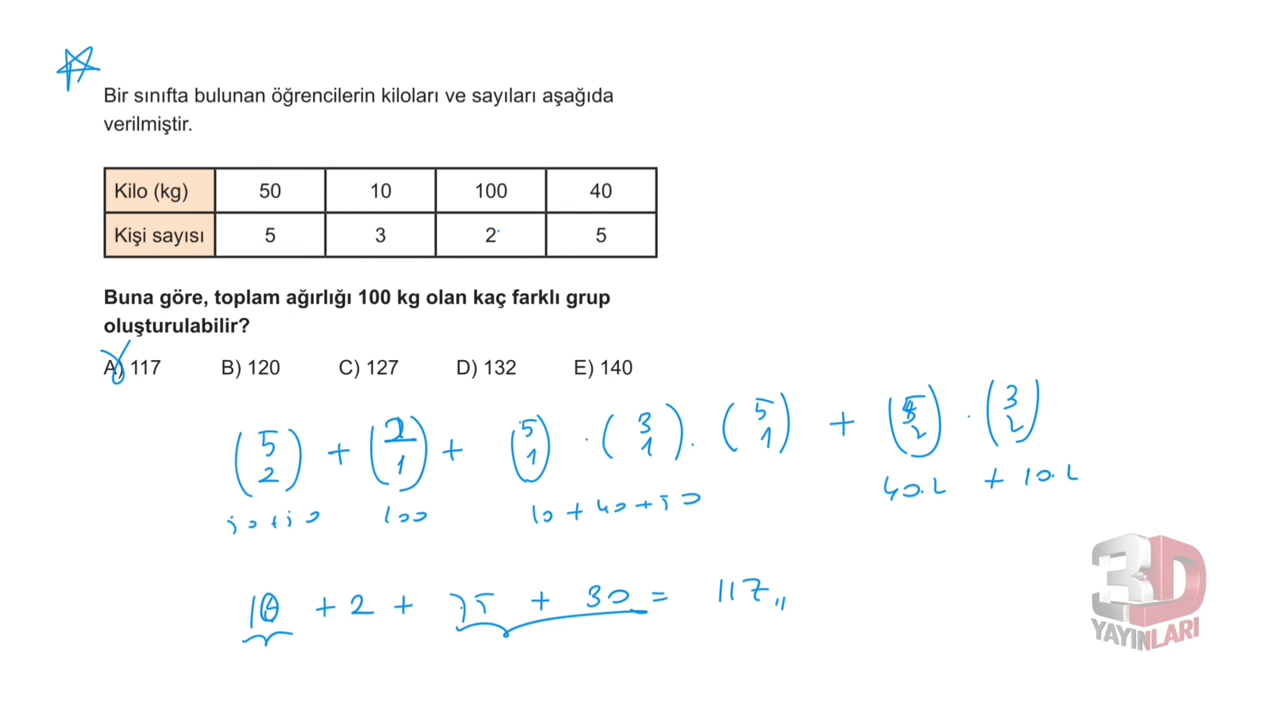 Bir sınıfta bulunan öğrencilerin kiloları ve sayıları aşağıda
verilmiştir.
Kilo (kg) 50 10 100 40
Kişi sayısı 5 3 2 5
Buna göre, toplam ağırlığı 100 kg olan kaç farklı grup
oluşturulabilir?
A) 117 B) 120 C) 127 D) 132 E) 140
(5 2) + (2 1) + (5 1) · (3 1) · (5 1) + (5 2) · (3 2)
50+50 100 10+40+50 40.2 + 10.2
10 + 2 + 75 + 30 = 117
3D
YAYINLARI